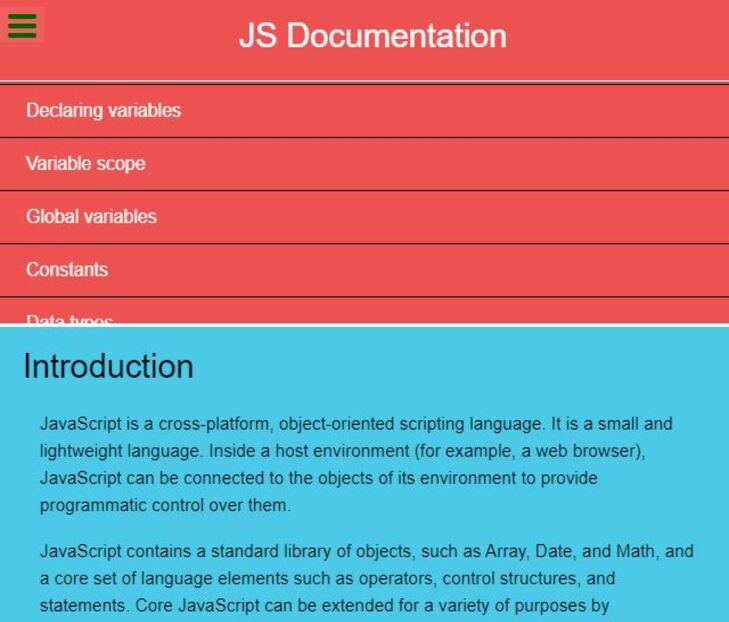 JS Documentation
Declaring variables
Variable scope
Global variables
Constants
Data types
Introduction
JavaScript is a cross-platform, object-oriented scripting language. It is a small and
lightweight language. Inside a host environment (for example, a web browser),
JavaScript can be connected to the objects of its environment to provide
programmatic control over them.
JavaScript contains a standard library of objects, such as Array, Date, and Math, and
a core set of language elements such as operators, control structures, and
statements. Core JavaScript can be extended for a variety of purposes by